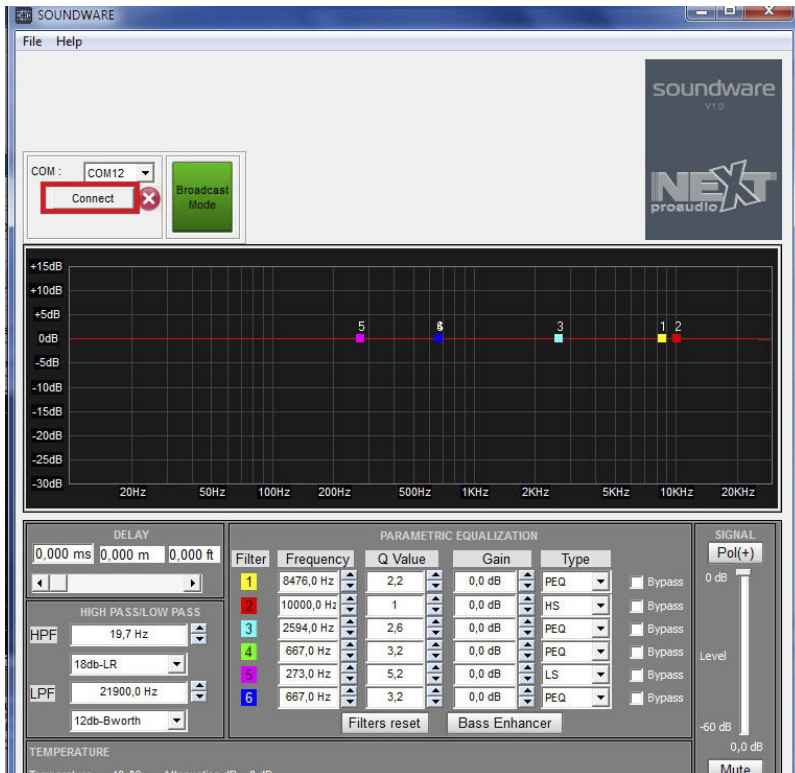 SOUNDWARE
File Help
soundware
V1.0
NEXT
proaudio
COM : COM12
Connect
Broadcast
Mode
+15dB
+10dB
+5dB
0dB
-5dB
-10dB
-15dB
-20dB
-25dB
-30dB
5 3 1 2
20Hz 50Hz 100Hz 200Hz 500Hz 1KHz 2KHz 5KHz 10KHz 20KHz
DELAY
0,000 ms 0,000 m 0,000 ft
HIGH PASS/LOW PASS
HPF 19,7 Hz
18db-LR
LPF 21900,0 Hz
12db-Bworth
PARAMETRIC EQUALIZATION
Filter Frequency Q Value Gain Type
1 8476,0 Hz 2,2 0,0 dB PEQ Bypass
2 10000,0 Hz 1 0,0 dB HS Bypass
3 2594,0 Hz 2,6 0,0 dB PEQ Bypass
4 667,0 Hz 3,2 0,0 dB PEQ Bypass
5 273,0 Hz 5,2 0,0 dB LS Bypass
6 667,0 Hz 3,2 0,0 dB PEQ Bypass
Filters reset Bass Enhancer
SIGNAL
Pol(+)
0 dB
Level
-60 dB
0,0 dB
Mute
TEMPERATURE